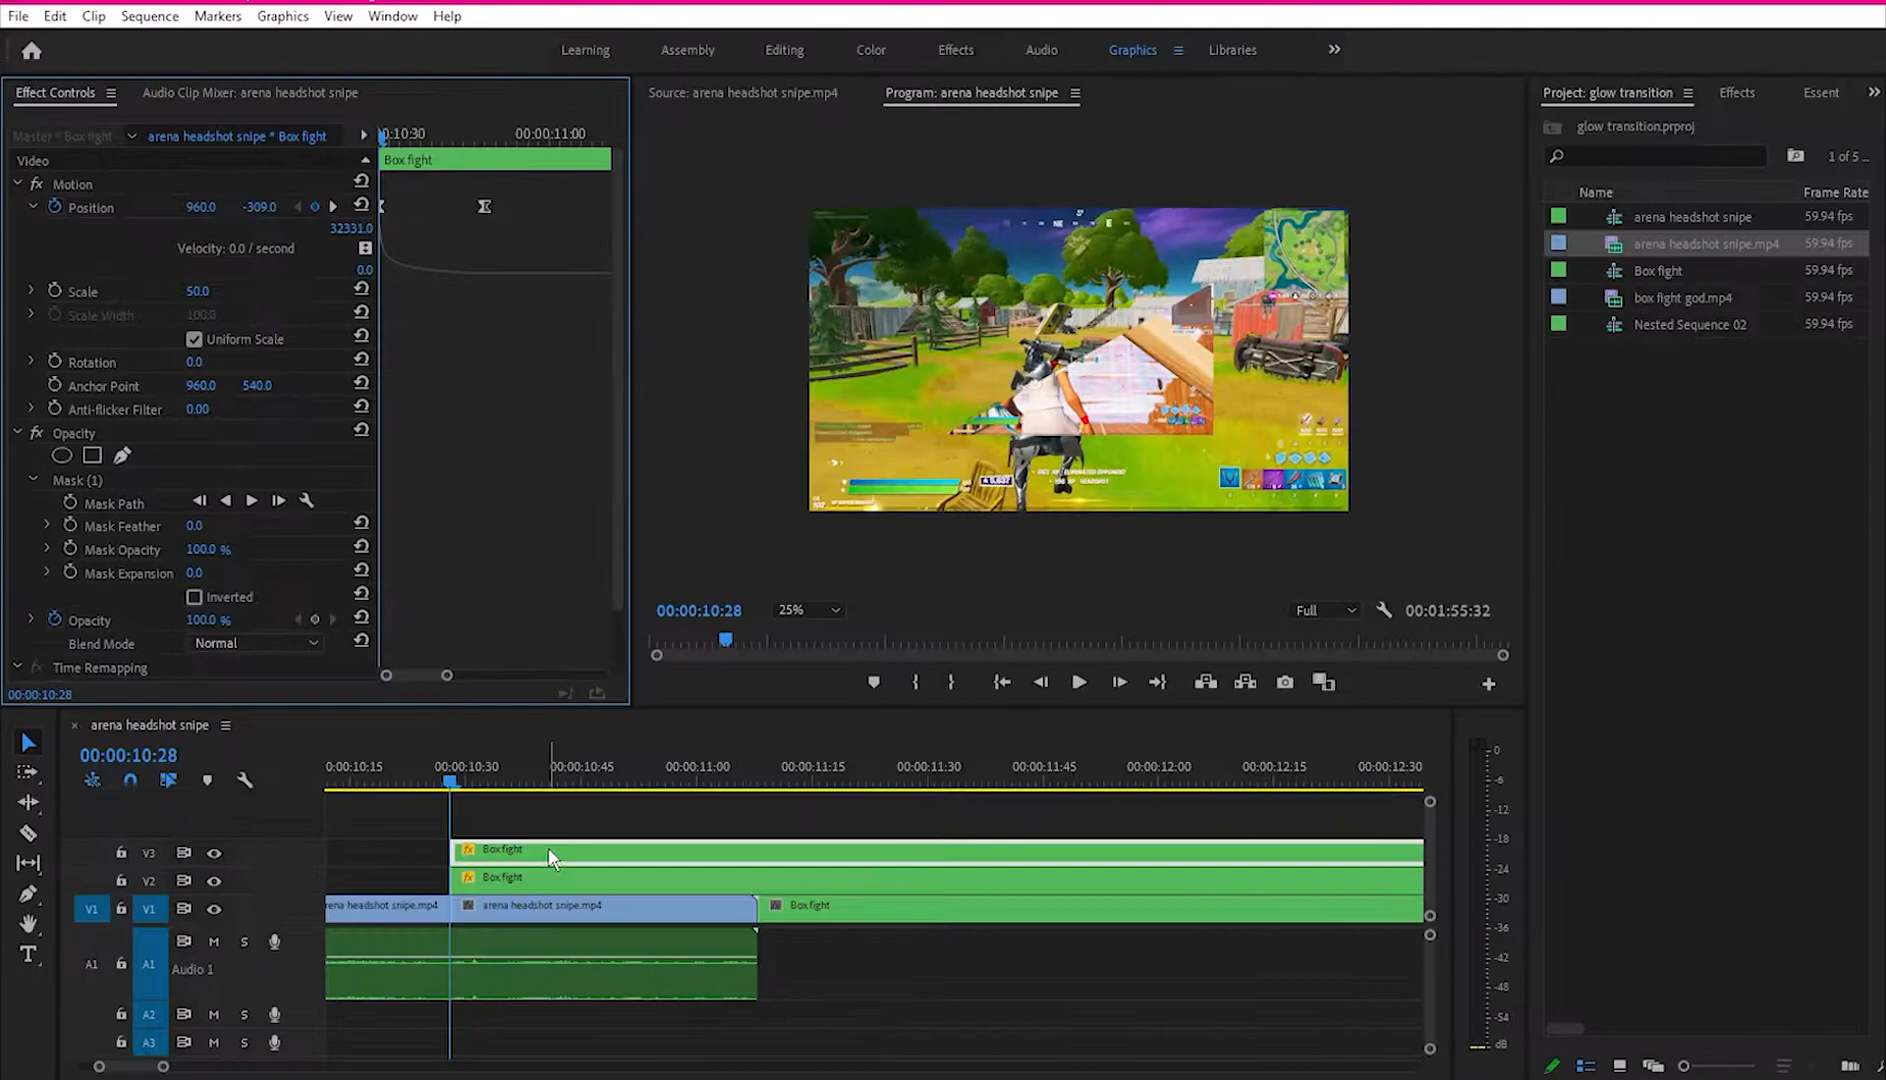 File Edit Clip Sequence Markers Graphics View Window Help
Learning Assembly Editing Color Effects Audio Graphics Libraries
Effect Controls Audio Clip Mixer: arena headshot snipe
Master * Box fight arena headshot snipe * Box fight
:10:30 00:00:11:00
Video
Box fight
Motion
Position 960.0 -309.0
32331.0
Velocity: 0.0 / second
0.0
Scale 50.0
Scale Width 100.0
Uniform Scale
Rotation 0.0
Anchor Point 960.0 540.0
Anti-flicker Filter 0.00
Opacity
Mask (1)
Mask Path
Mask Feather 0.0
Mask Opacity 100.0 %
Mask Expansion 0.0
Inverted
Opacity 100.0 %
Blend Mode Normal
Time Remapping
00:00:10:28
Source: arena headshot snipe.mp4 Program: arena headshot snipe
NE E
HEADSHOT
00:00:10:28 25% Full 00:01:55:32
Project: glow transition Effects Essent
glow transition.prproj
1 of 5 ...
Name Frame Rate
arena headshot snipe 59.94 fps
arena headshot snipe.mp4 59.94 fps
Box fight 59.94 fps
box fight god.mp4 59.94 fps
Nested Sequence 02 59.94 fps
× arena headshot snipe
00:00:10:28
00:00:10:15 00:00:10:30 00:00:10:45 00:00:11:00 00:00:11:15 00:00:11:30 00:00:11:45 00:00:12:00 00:00:12:15 00:00:12:30
V3 Box fight
V2 Box fight
V1 V1 rena headshot snipe.mp4 arena headshot snipe.mp4 Box fight
M S
A1 A1 Audio 1
A2 M S
A3 M S
0
-6
-12
-18
-24
-30
-36
-42
-48
-54
dB